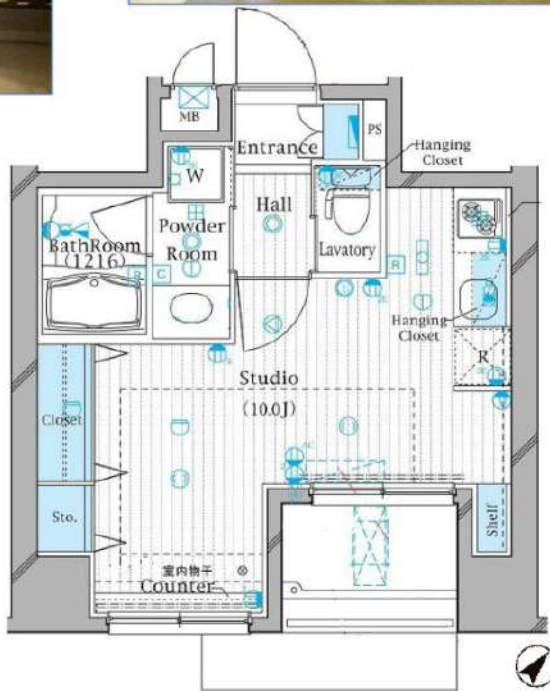 MB
PS
Entrance
Hanging
Closet
W
Hall
Powder
Room
Lavatory
BathRoom
(1216)
R C
R
Hanging
Closet
R
Studio
(10.0J)
Closet
Sto.
Shelf
室内物干
Counter